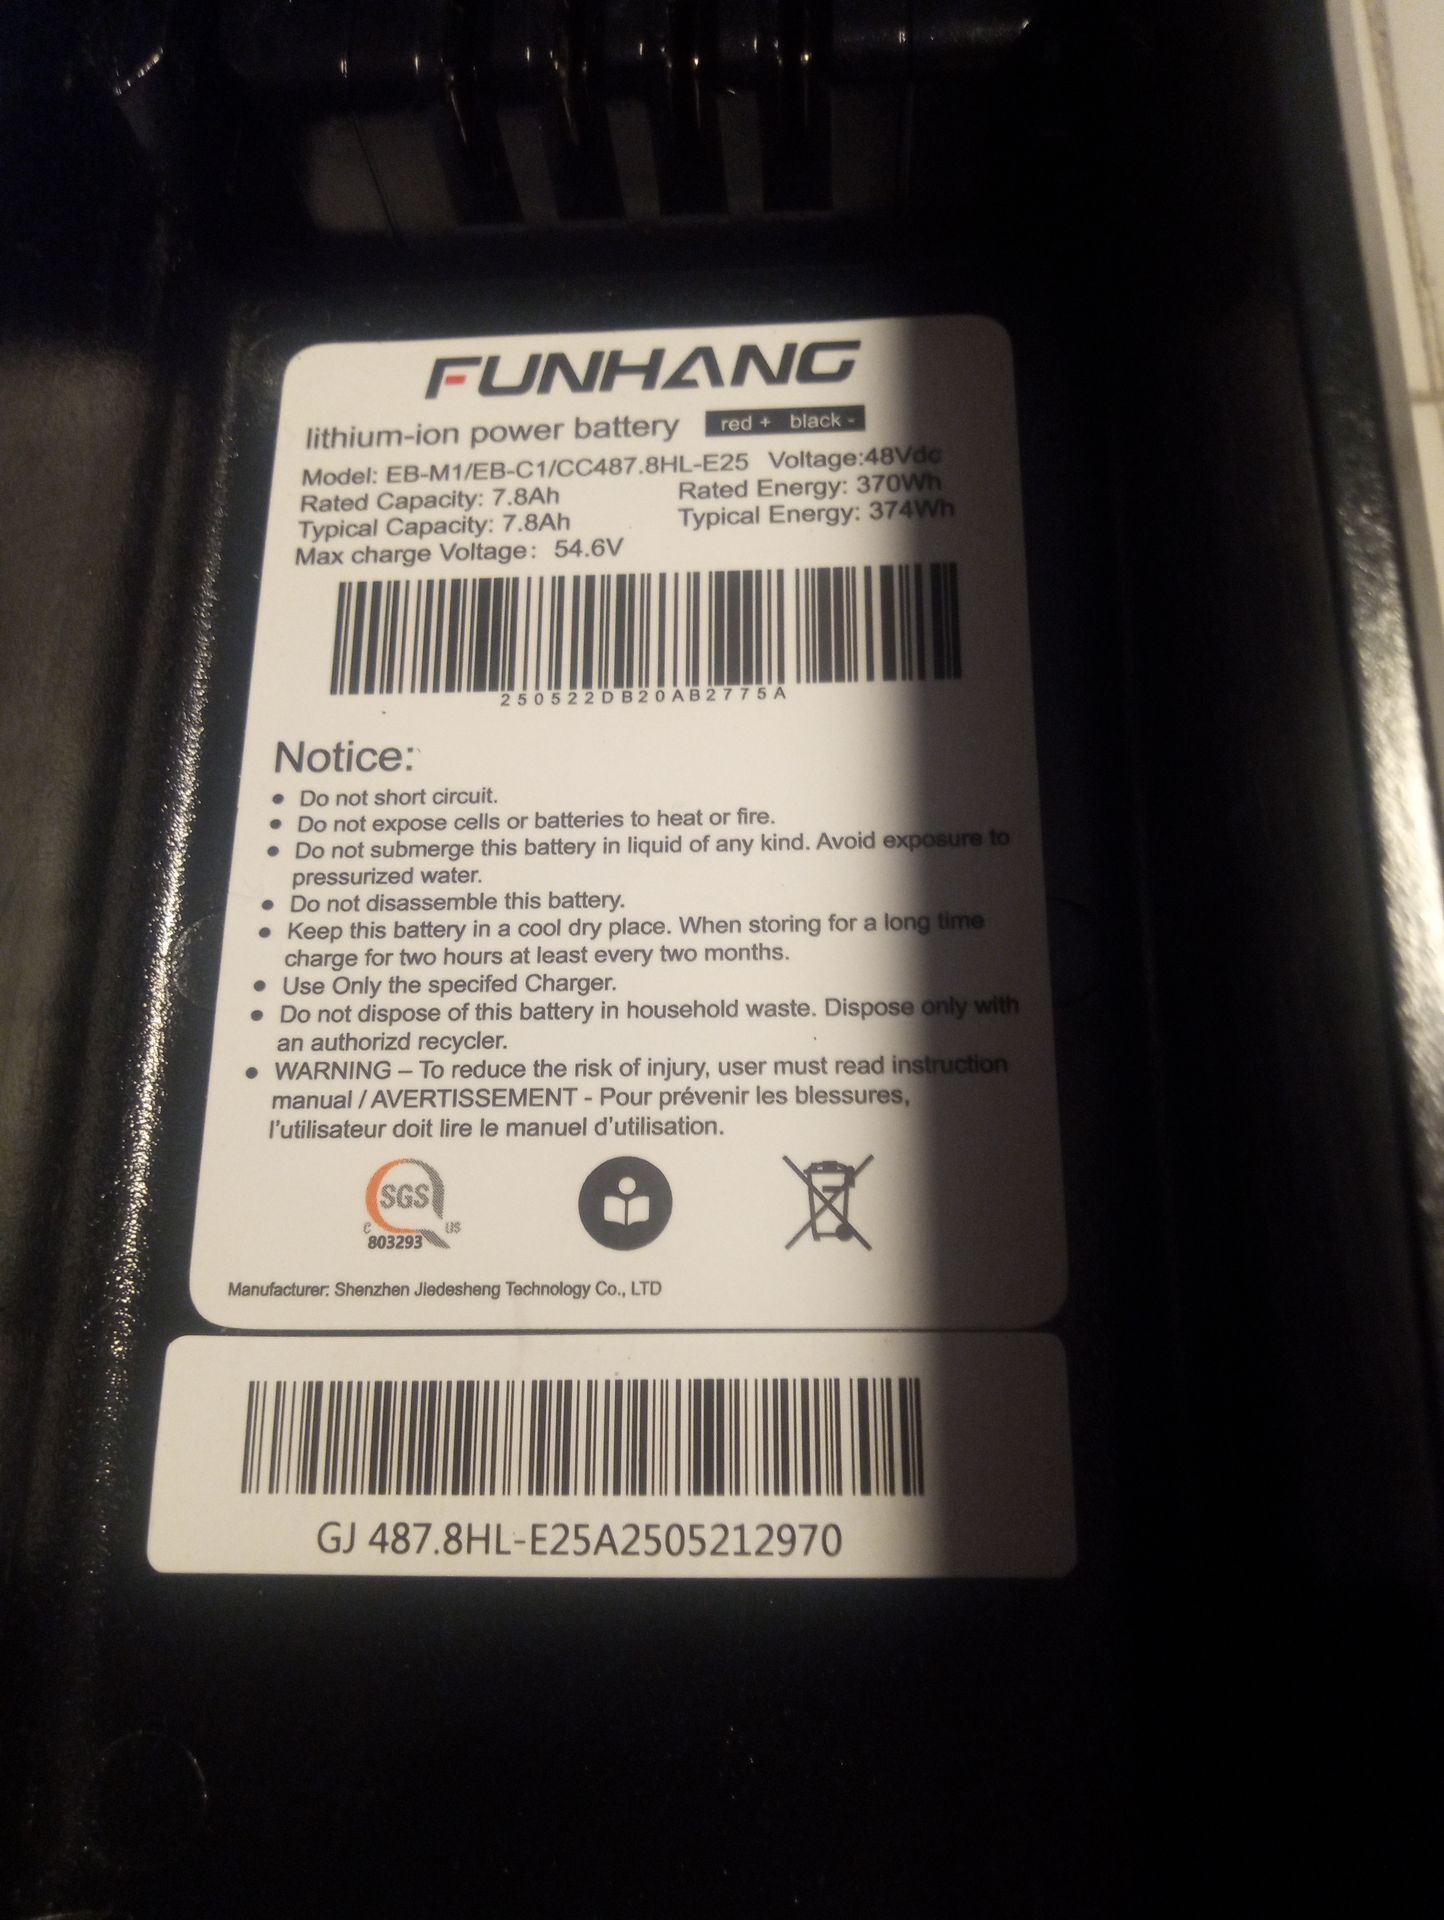 FUNHANG
lithium-ion power battery red + black -
Model: EB-M1/EB-C1/CC487.8HL-E25 Voltage:48Vdc
Rated Capacity: 7.8Ah Rated Energy: 370Wh
Typical Capacity: 7.8Ah Typical Energy: 374Wh
Max charge Voltage: 54.6V
250522DB20AB2775A
Notice:
• Do not short circuit.
• Do not expose cells or batteries to heat or fire.
• Do not submerge this battery in liquid of any kind. Avoid exposure to
pressurized water.
• Do not disassemble this battery.
• Keep this battery in a cool dry place. When storing for a long time
charge for two hours at least every two months.
• Use Only the specifed Charger.
• Do not dispose of this battery in household waste. Dispose only with
an authorizd recycler.
• WARNING – To reduce the risk of injury, user must read instruction
manual / AVERTISSEMENT - Pour prévenir les blessures,
l'utilisateur doit lire le manuel d'utilisation.
SGS
C US
803293
Manufacturer: Shenzhen Jiedesheng Technology Co., LTD
GJ 487.8HL-E25A2505212970